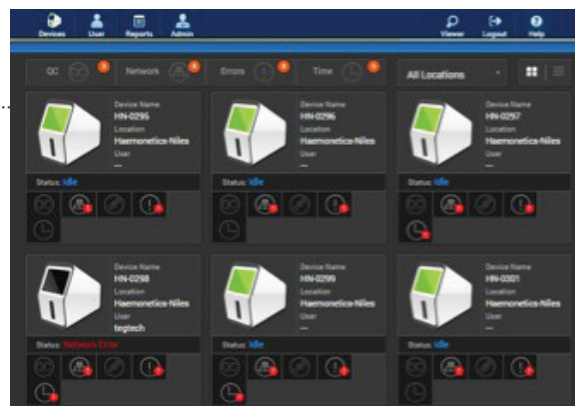 Devices User Reports Admin Viewer Logout Help
QC Network Errors Time All Locations
Device Name
HN-0295
Location
Haemonetics-Niles
User
—
Status: Idle
Device Name
HN-0296
Location
Haemonetics-Niles
User
—
Status: Idle
Device Name
HN-0297
Location
Haemonetics-Niles
User
—
Status: Idle
Device Name
HN-0298
Location
Haemonetics-Niles
User
tegtech
Status: Network Error
Device Name
HN-0299
Location
Haemonetics-Niles
User
—
Status: Idle
Device Name
HN-0301
Location
Haemonetics-Niles
User
—
Status: Idle